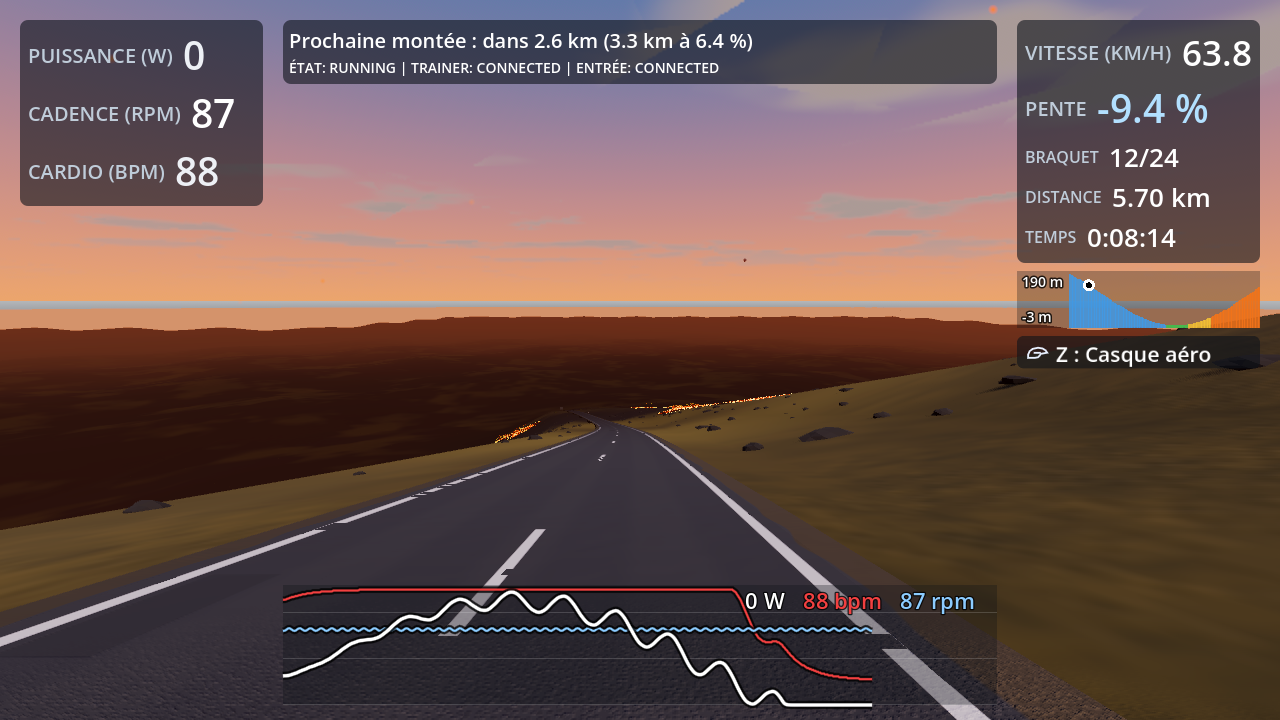 PUISSANCE (W) 0
CADENCE (RPM) 87
CARDIO (BPM) 88
Prochaine montée : dans 2.6 km (3.3 km à 6.4 %)
ÉTAT: RUNNING | TRAINER: CONNECTED | ENTRÉE: CONNECTED
VITESSE (KM/H) 63.8
PENTE -9.4 %
BRAQUET 12/24
DISTANCE 5.70 km
TEMPS 0:08:14
190 m
-3 m
Z : Casque aéro
0 W 88 bpm 87 rpm